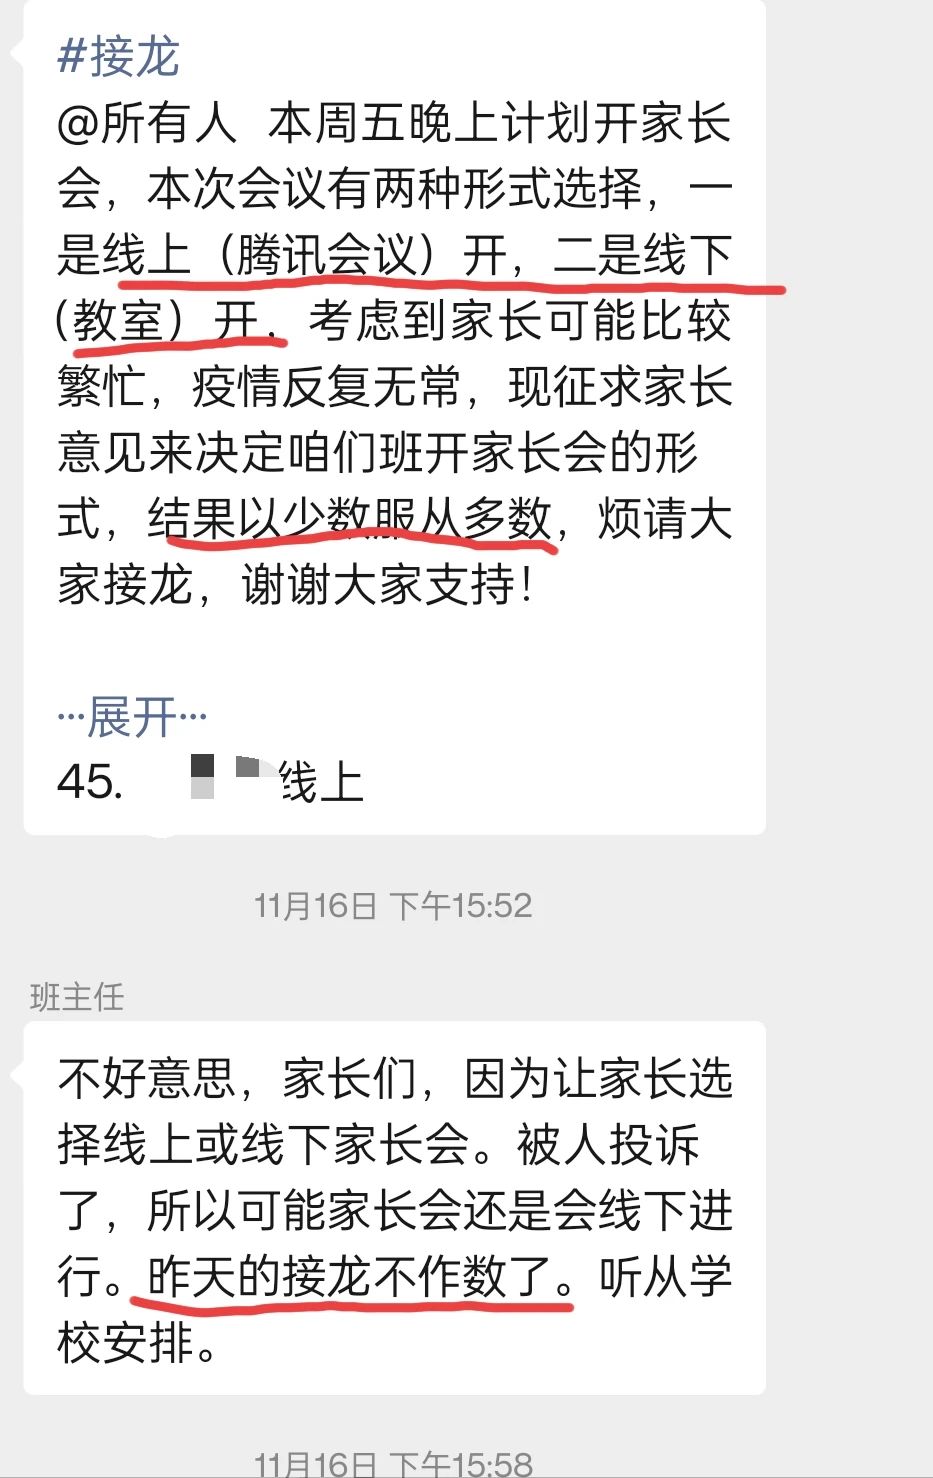 #接龙
@所有人 本周五晚上计划开家长
会，本次会议有两种形式选择，一
是线上（腾讯会议）开，二是线下
（教室）开，考虑到家长可能比较
繁忙，疫情反复无常，现征求家长
意见来决定咱们班开家长会的形
式，结果以少数服从多数，烦请大
家接龙，谢谢大家支持！
···展开···
45. 线上
11月16日 下午15:52
班主任
不好意思，家长们，因为让家长选
择线上或线下家长会。被人投诉
了，所以可能家长会还是会线下进
行。昨天的接龙不作数了。听从学
校安排。
11月16日 下午15:58